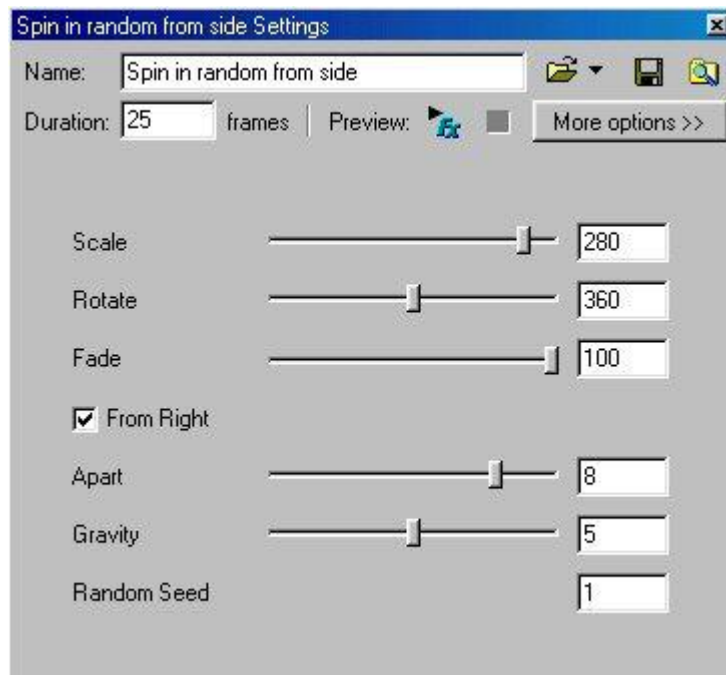 Spin in random from side Settings
Name: Spin in random from side
Duration: 25 frames Preview: Fx More options >>
Scale 280
Rotate 360
Fade 100
From Right
Apart 8
Gravity 5
Random Seed 1